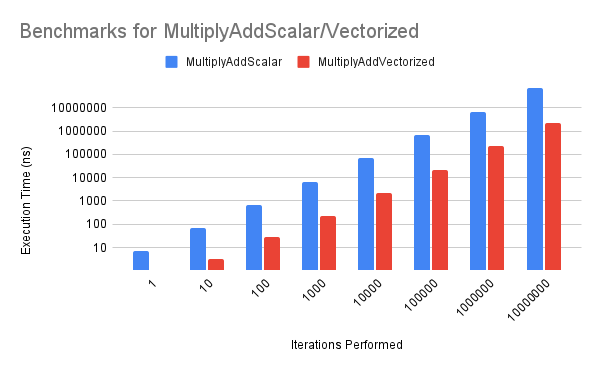 Benchmarks for MultiplyAddScalar/Vectorized
MultiplyAddScalar MultiplyAddVectorized
Execution Time (ns)
10000000
1000000
100000
10000
1000
100
10
1 10 100 1000 10000 100000 1000000 10000000
Iterations Performed